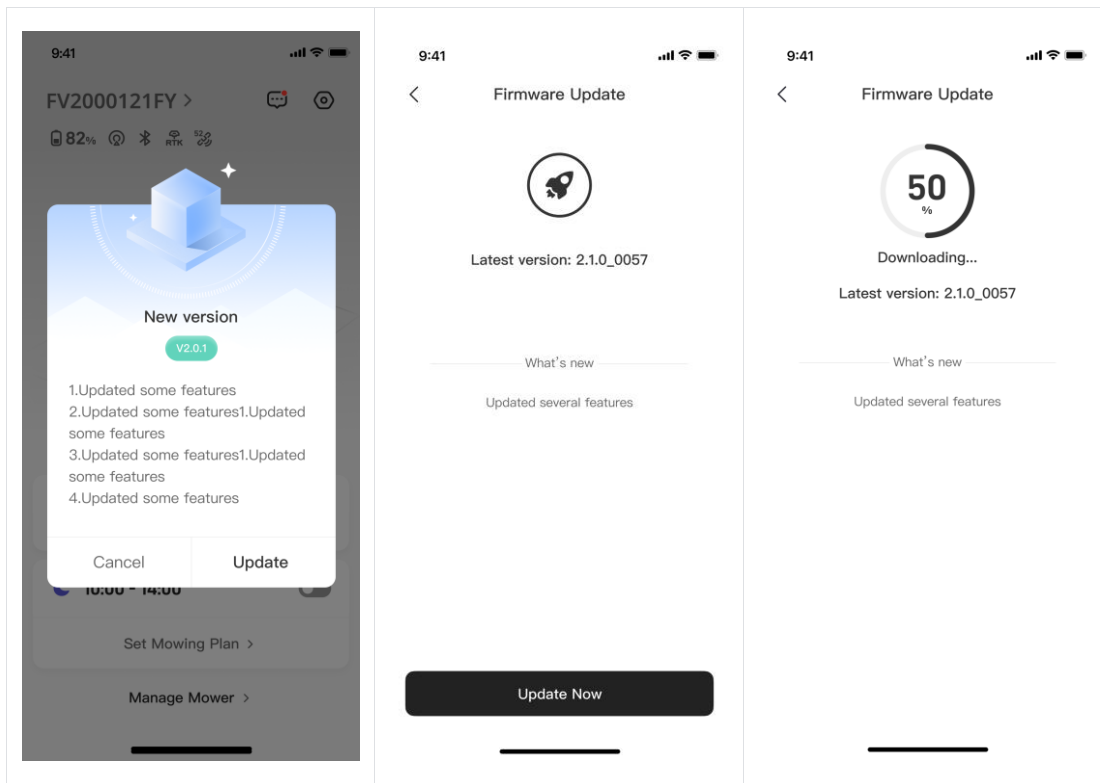 9:41
FV2000121FY >
82%
RTK
52
New version
V2.0.1
1.Updated some features
2.Updated some features1.Updated
some features
3.Updated some features1.Updated
some features
4.Updated some features
Cancel
Update
10:00 - 14:00
Set Mowing Plan >
Manage Mower >
9:41
< Firmware Update
Latest version: 2.1.0_0057
What's new
Updated several features
Update Now
9:41
< Firmware Update
50
%
Downloading...
Latest version: 2.1.0_0057
What's new
Updated several features